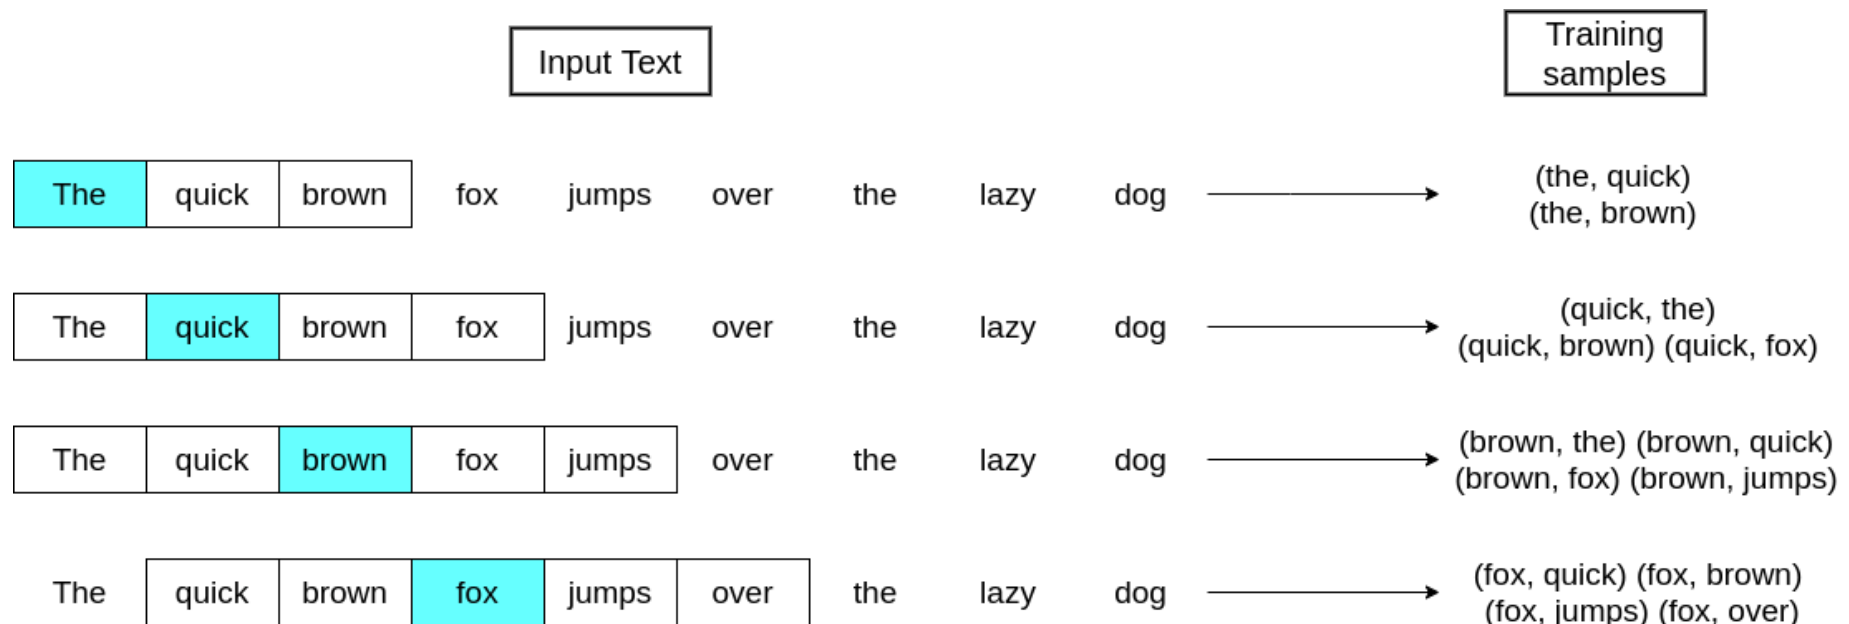 Input Text
Training
samples
The quick brown fox jumps over the lazy dog
(the, quick)
(the, brown)
The quick brown fox jumps over the lazy dog
(quick, the)
(quick, brown) (quick, fox)
The quick brown fox jumps over the lazy dog
(brown, the) (brown, quick)
(brown, fox) (brown, jumps)
The quick brown fox jumps over the lazy dog
(fox, quick) (fox, brown)
(fox, jumps) (fox, over)